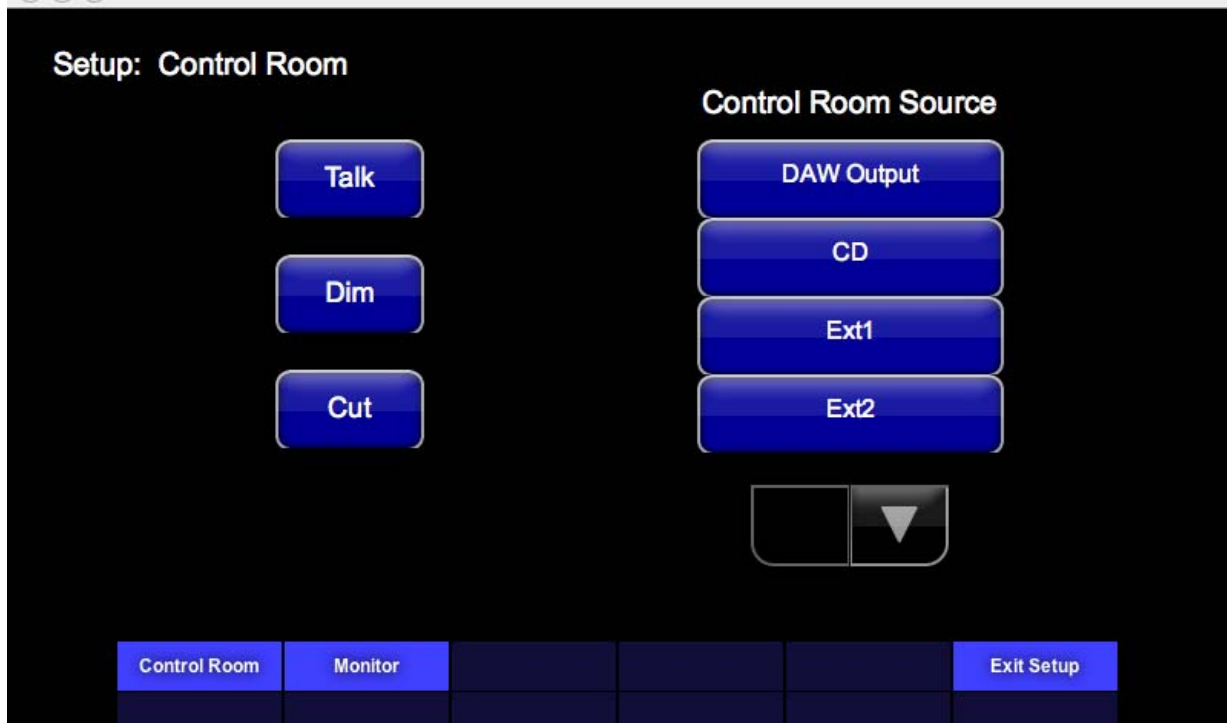 Setup: Control Room
Control Room Source
Talk
DAW Output
CD
Dim
Ext1
Cut
Ext2
Control Room
Monitor
Exit Setup